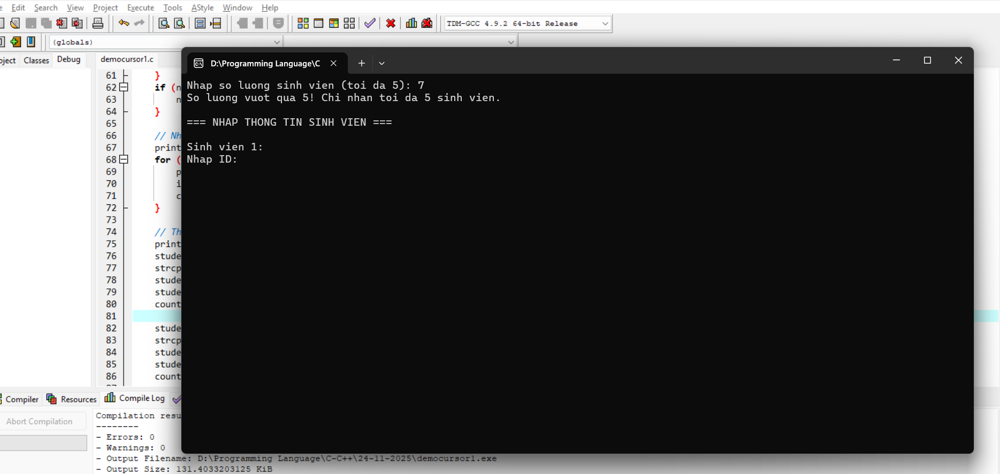 Edit Search View Project Execute Tools AStyle Window Help
TDM-GCC 4.9.2 64-bit Release
(globals)
Classes Debug democursor1.c
D:\Programming Language\C
61 }
62 if (n
63 n
64 }
65
66 // Nh
67 print
68 for (
69 p
70 i
71 c
72 }
73
74 // Th
75 print
76 stude
77 strcp
78 stude
79 stude
80 count
81
82 stude
83 strcp
84 stude
85 stude
86 count
Nhap so luong sinh vien (toi da 5): 7
So luong vuot qua 5! Chi nhan toi da 5 sinh vien.
=== NHAP THONG TIN SINH VIEN ===
Sinh vien 1:
Nhap ID:
Compiler Resources Compile Log
Abort Compilation
Compilation resu
--------
- Errors: 0
- Warnings: 0
- Output Filename: D:\Programming Language\C-C++\24-11-2025\democursor1.exe
- Output Size: 131.4033203125 KiB